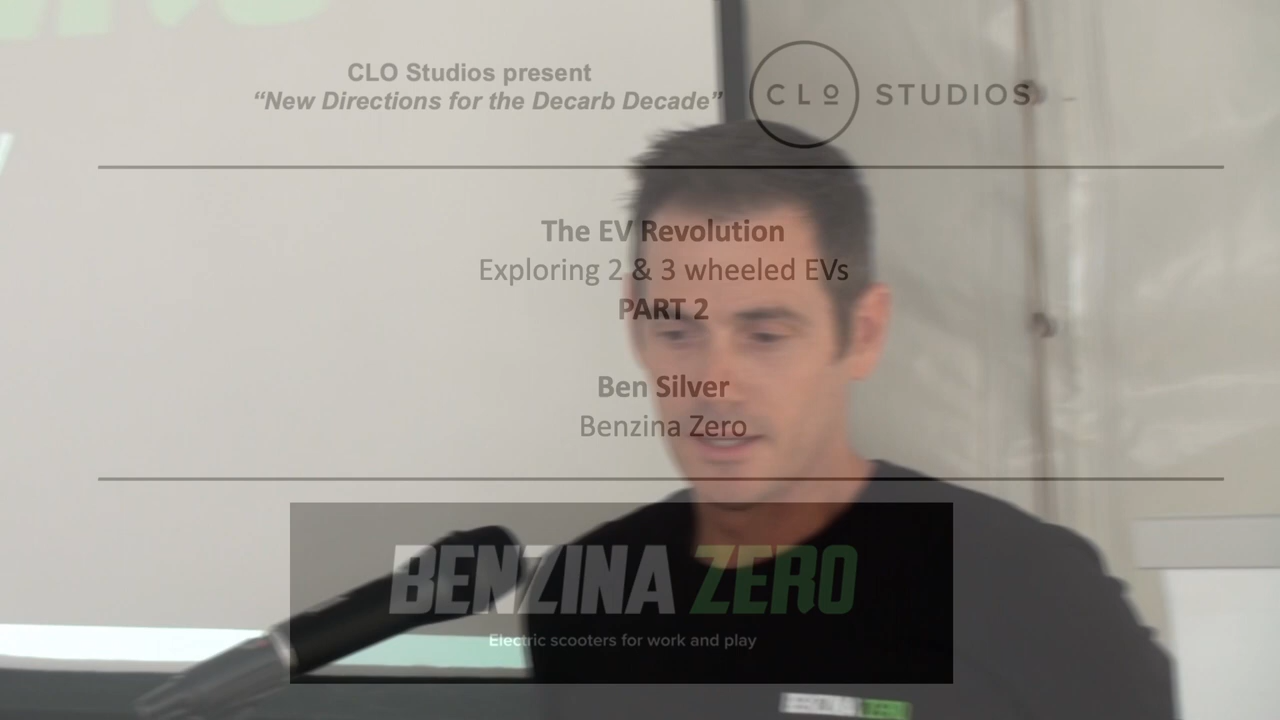 CLO Studios present
“New Directions for the Decarb Decade”
CLO STUDIOS
The EV Revolution
Exploring 2 & 3 wheeled EVs
PART 2
Ben Silver
Benzina Zero
BENZINA ZERO
Electric scooters for work and play